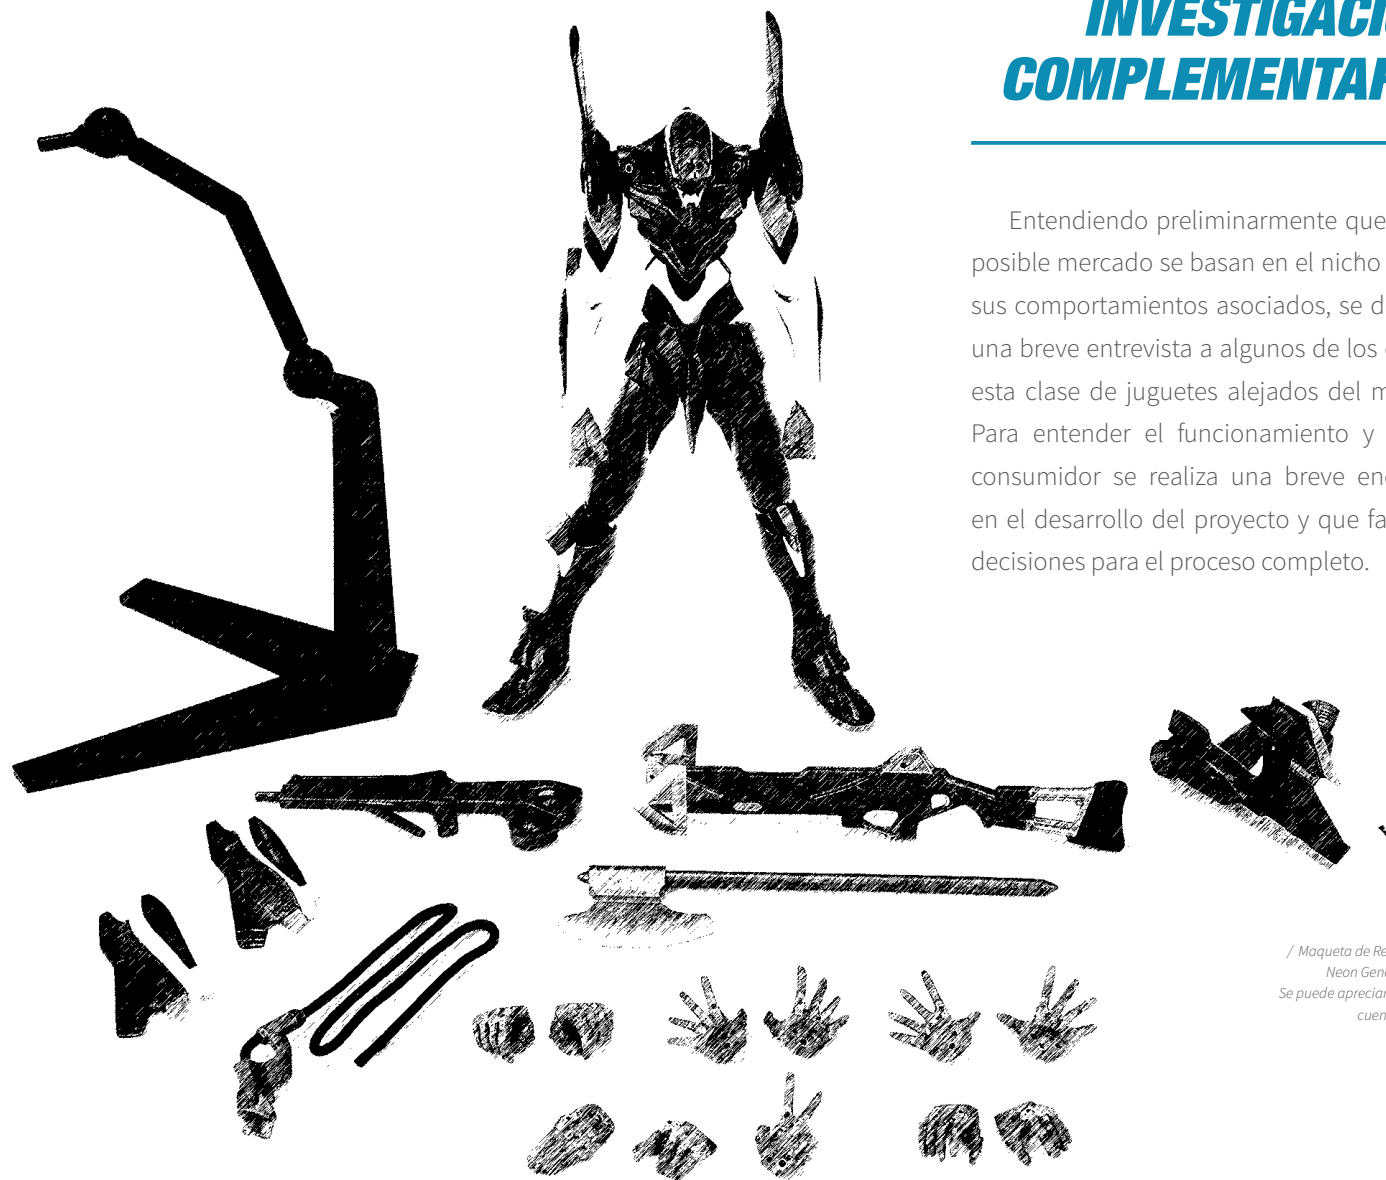 INVESTIGACI
COMPLEMENTAR
Entendiendo preliminarmente que
posible mercado se basan en el nicho
sus comportamientos asociados, se d
una breve entrevista a algunos de los
esta clase de juguetes alejados del m
Para entender el funcionamiento y
consumidor se realiza una breve en
en el desarrollo del proyecto y que fa
decisiones para el proceso completo.
/ Maqueta de Re
Neon Gen
Se puede apreciar
cuen